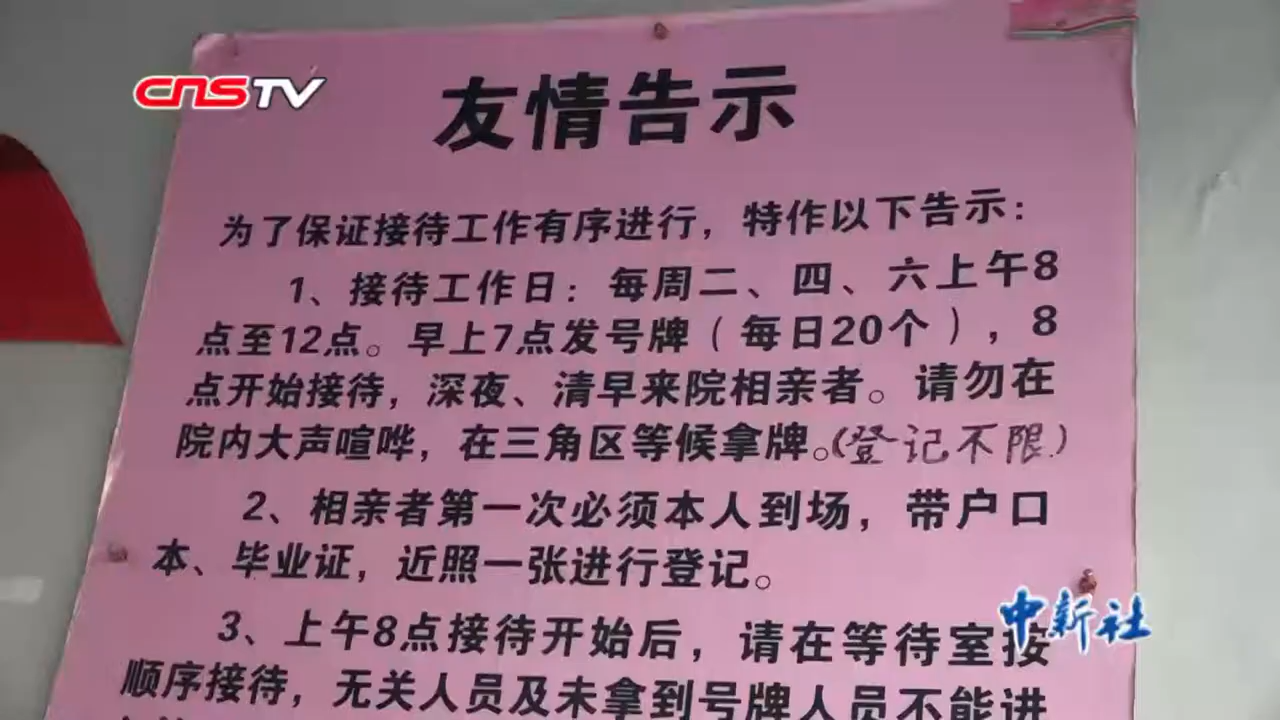 CNSTV
友情告示
为了保证接待工作有序进行，特作以下告示：
1、接待工作日：每周二、四、六上午8
点至12点。早上7点发号牌（每日20个），8
点开始接待，深夜、清早来院相亲者。请勿在
院内大声喧哗，在三角区等候拿牌。(登记不限)
2、相亲者第一次必须本人到场，带户口
本、毕业证，近照一张进行登记。
3、上午8点接待开始后，请在等待室按
顺序接待，无关人员及未拿到号牌人员不能进
中新社